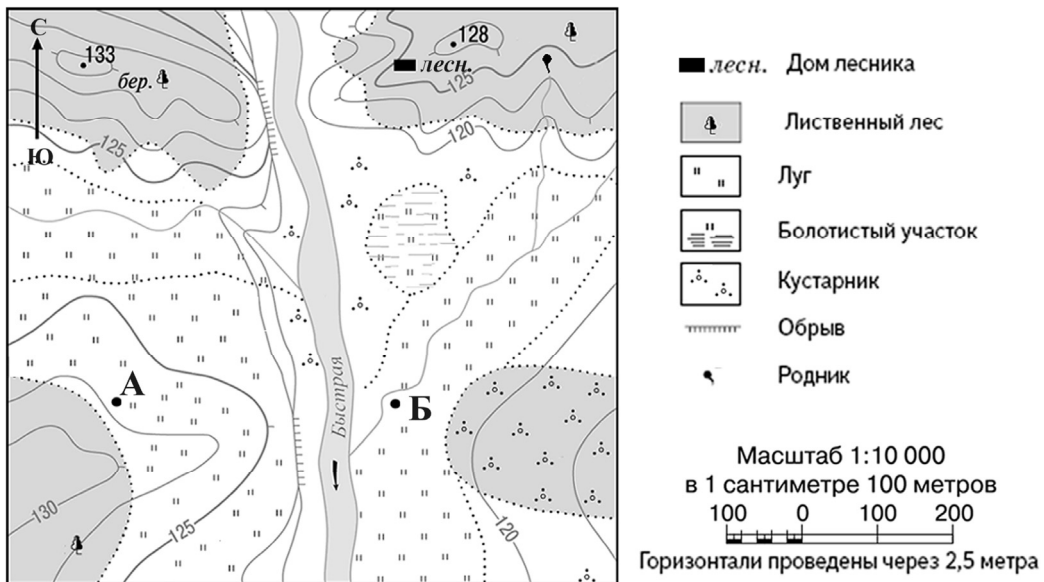 С
133
бер.
Ю
125
128
лесн.
125
120
А
Б
Быстрая
130
125
120
лесн. Дом лесника
Лиственный лес
Луг
Болотистый участок
Кустарник
Обрыв
Родник
Масштаб 1:10 000
в 1 сантиметре 100 метров
100 0 100 200
Горизонтали проведены через 2,5 метра